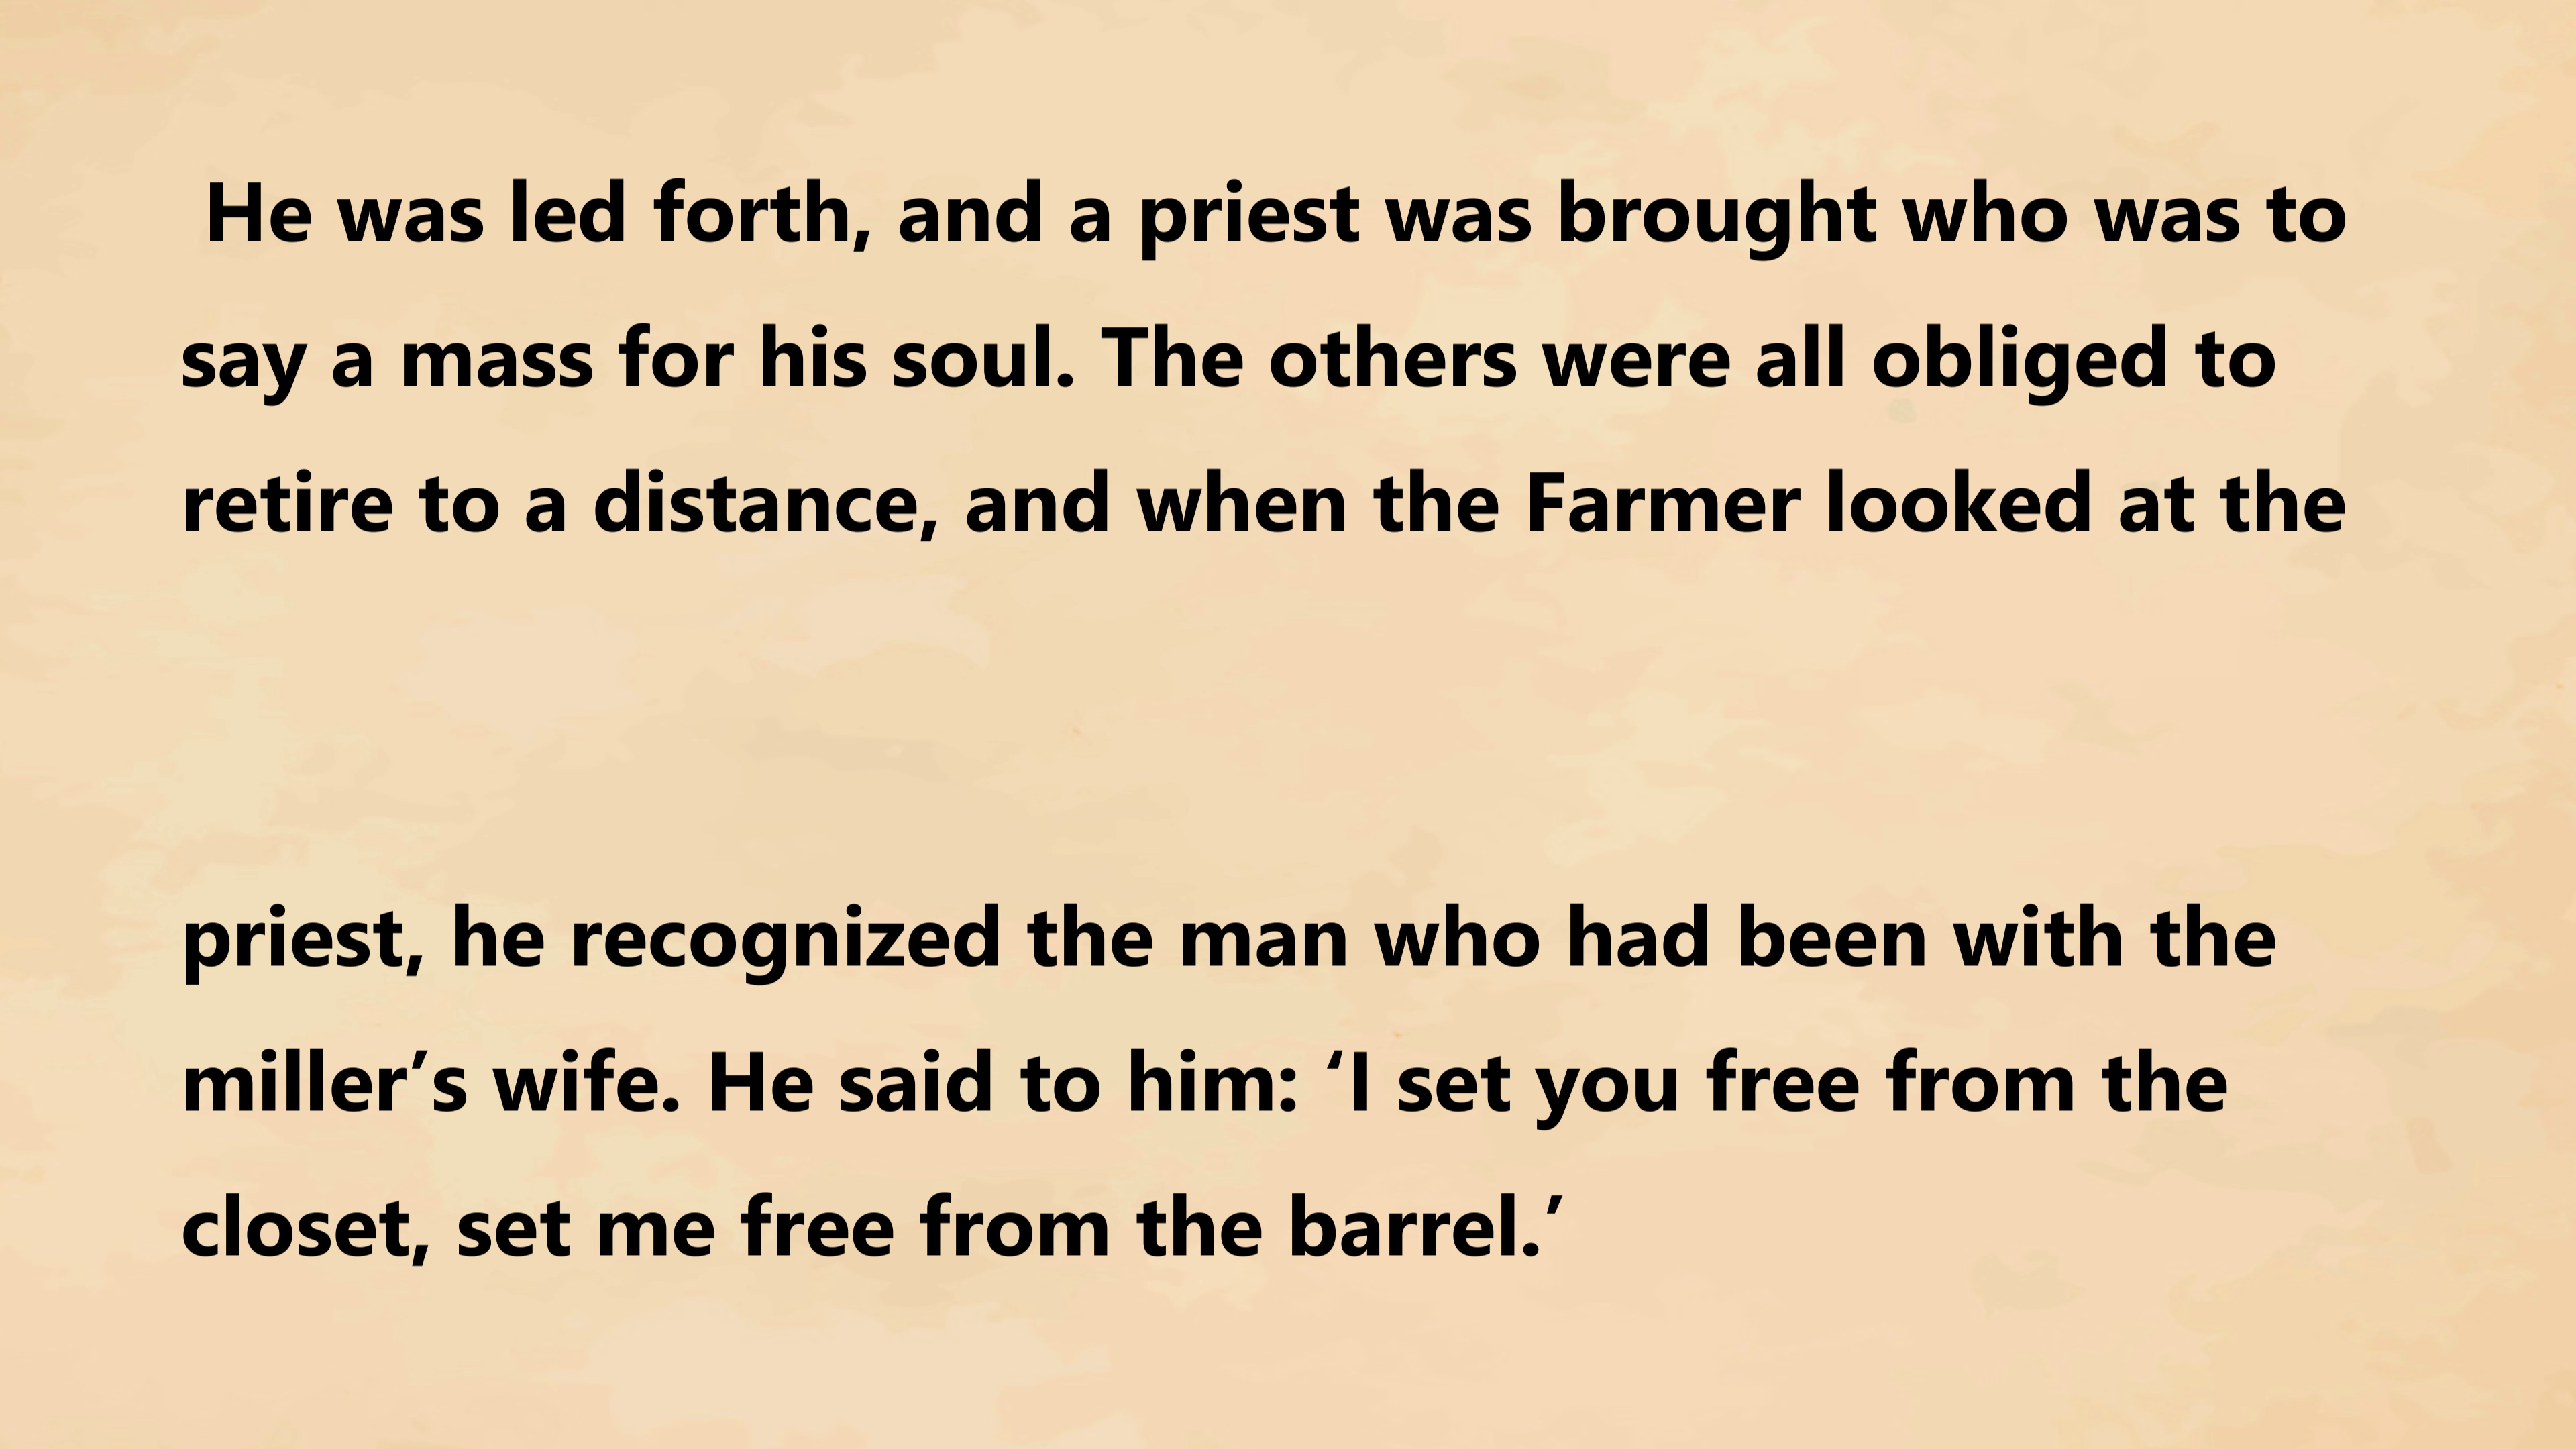 He was led forth, and a priest was brought who was to
say a mass for his soul. The others were all obliged to
retire to a distance, and when the Farmer looked at the
priest, he recognized the man who had been with the
miller’s wife. He said to him: ‘I set you free from the
closet, set me free from the barrel.’